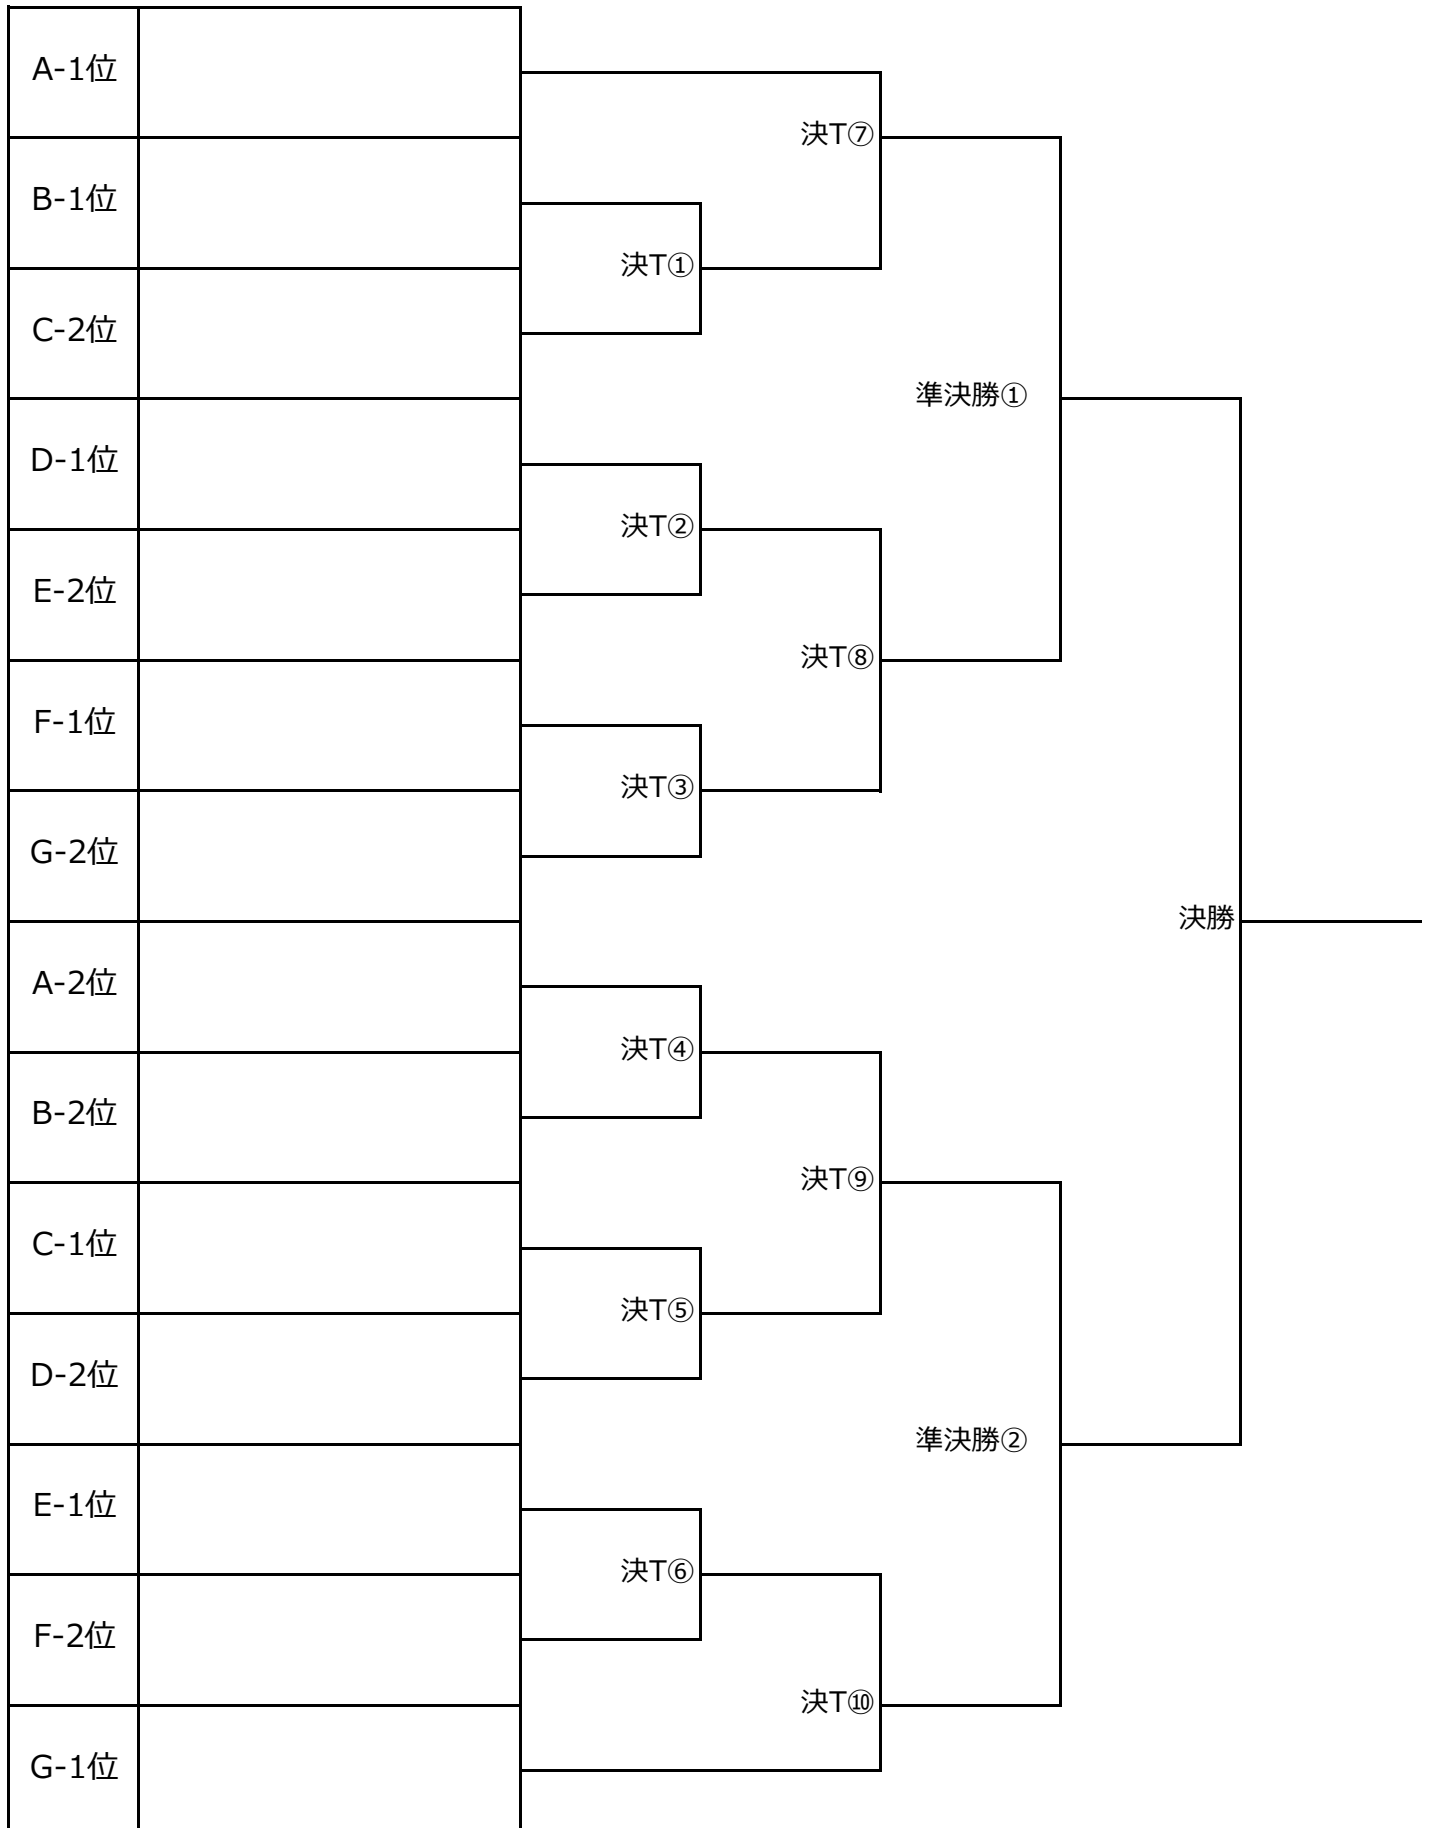 A-1位
決T⑦
B-1位
決T①
C-2位
準決勝①
D-1位
決T②
E-2位
決T⑧
F-1位
決T③
G-2位
決勝
A-2位
決T④
B-2位
決T⑨
C-1位
決T⑤
D-2位
準決勝②
E-1位
決T⑥
F-2位
決T⑩
G-1位